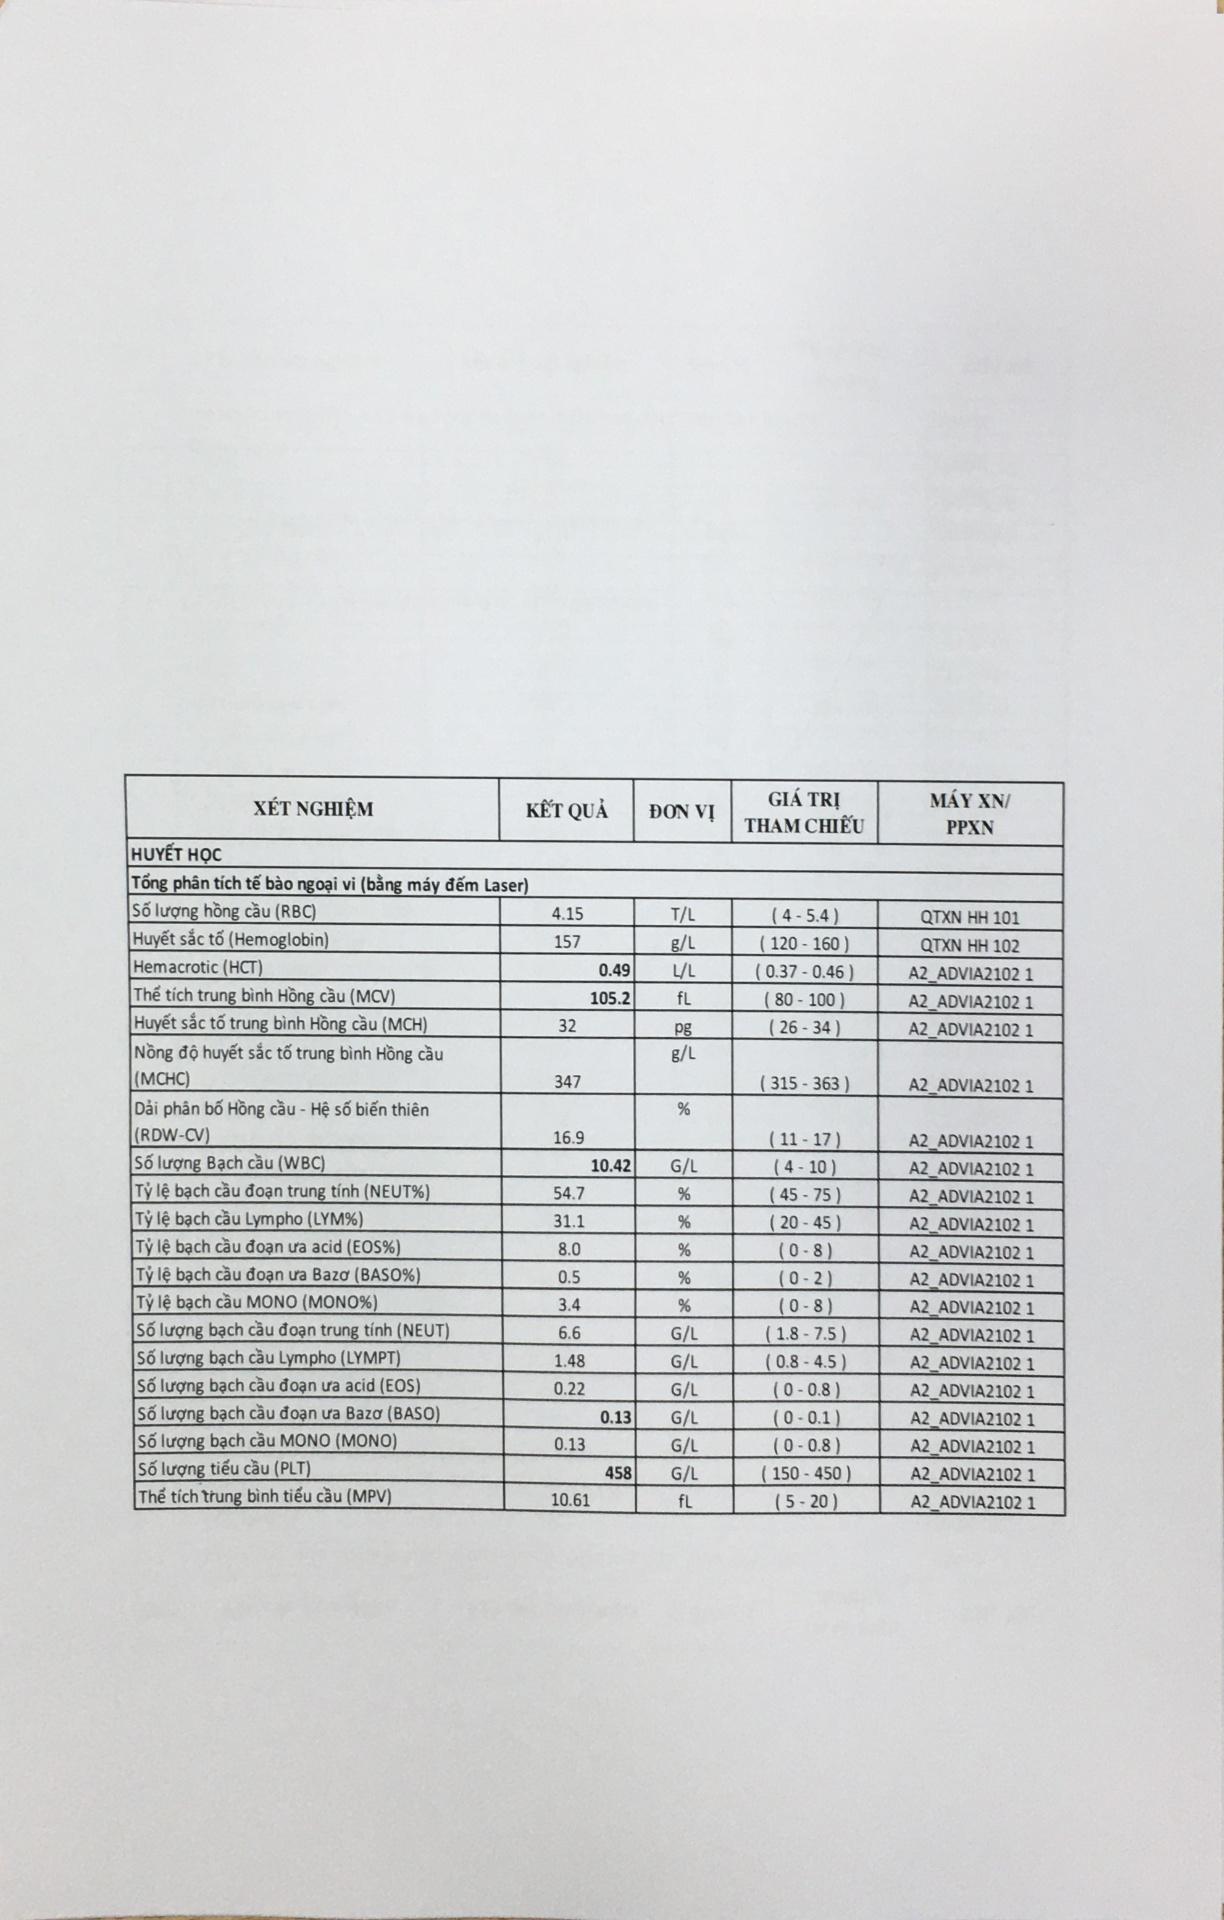 XÉT NGHIỆM KẾT QUẢ ĐƠN VỊ GIÁ TRỊ THAM CHIẾU MÁY XN/ PPXN
HUYẾT HỌC
Tổng phân tích tế bào ngoại vi (bằng máy đếm Laser)
Số lượng hồng cầu (RBC) 4.15 T/L ( 4 - 5.4 ) QTXN HH 101
Huyết sắc tố (Hemoglobin) 157 g/L ( 120 - 160 ) QTXN HH 102
Hemacrotic (HCT) 0.49 L/L ( 0.37 - 0.46 ) A2_ADVIA2102 1
Thể tích trung bình Hồng cầu (MCV) 105.2 fL ( 80 - 100 ) A2_ADVIA2102 1
Huyết sắc tố trung bình Hồng cầu (MCH) 32 pg ( 26 - 34 ) A2_ADVIA2102 1
Nồng độ huyết sắc tố trung bình Hồng cầu g/L
(MCHC) 347 ( 315 - 363 ) A2_ADVIA2102 1
Dải phân bố Hồng cầu - Hệ số biến thiên %
(RDW-CV) 16.9 ( 11 - 17 ) A2_ADVIA2102 1
Số lượng Bạch cầu (WBC) 10.42 G/L ( 4 - 10 ) A2_ADVIA2102 1
Tỷ lệ bạch cầu đoạn trung tính (NEUT%) 54.7 % ( 45 - 75 ) A2_ADVIA2102 1
Tỷ lệ bạch cầu Lympho (LYM%) 31.1 % ( 20 - 45 ) A2_ADVIA2102 1
Tỷ lệ bạch cầu đoạn ưa acid (EOS%) 8.0 % ( 0 - 8 ) A2_ADVIA2102 1
Tỷ lệ bạch cầu đoạn ưa Bazơ (BASO%) 0.5 % ( 0 - 2 ) A2_ADVIA2102 1
Tỷ lệ bạch cầu MONO (MONO%) 3.4 % ( 0 - 8 ) A2_ADVIA2102 1
Số lượng bạch cầu đoạn trung tính (NEUT) 6.6 G/L ( 1.8 - 7.5 ) A2_ADVIA2102 1
Số lượng bạch cầu Lympho (LYMPT) 1.48 G/L ( 0.8 - 4.5 ) A2_ADVIA2102 1
Số lượng bạch cầu đoạn ưa acid (EOS) 0.22 G/L ( 0 - 0.8 ) A2_ADVIA2102 1
Số lượng bạch cầu đoạn ưa Bazơ (BASO) 0.13 G/L ( 0 - 0.1 ) A2_ADVIA2102 1
Số lượng bạch cầu MONO (MONO) 0.13 G/L ( 0 - 0.8 ) A2_ADVIA2102 1
Số lượng tiểu cầu (PLT) 458 G/L ( 150 - 450 ) A2_ADVIA2102 1
Thể tích trung bình tiểu cầu (MPV) 10.61 fL ( 5 - 20 ) A2_ADVIA2102 1